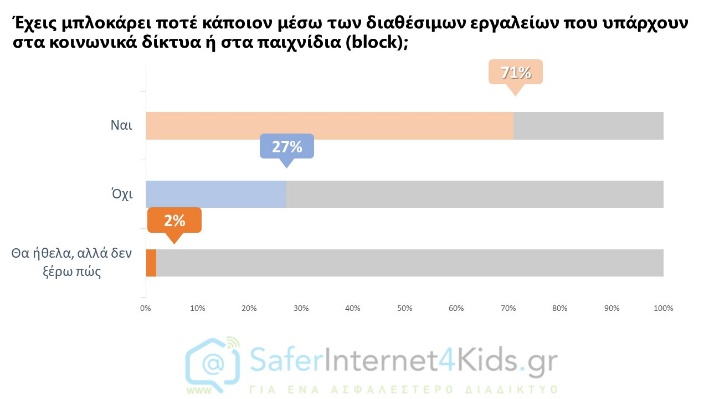 Έχεις μπλοκάρει ποτέ κάποιον μέσω των διαθέσιμων εργαλείων που υπάρχουν
στα κοινωνικά δίκτυα ή στα παιχνίδια (block);
71%
Ναι
27%
Όχι
2%
Θα ήθελα, αλλά δεν
ξέρω πώς
0% 10% 20% 30% 40% 50% 60% 70% 80% 90% 100%
@
www
SaferInternet4Kids.gr
ΓΙΑ ΕΝΑ ΑΣΦΑΛΕΣΤΕΡΟ ΔΙΑΔΙΚΤΥΟ